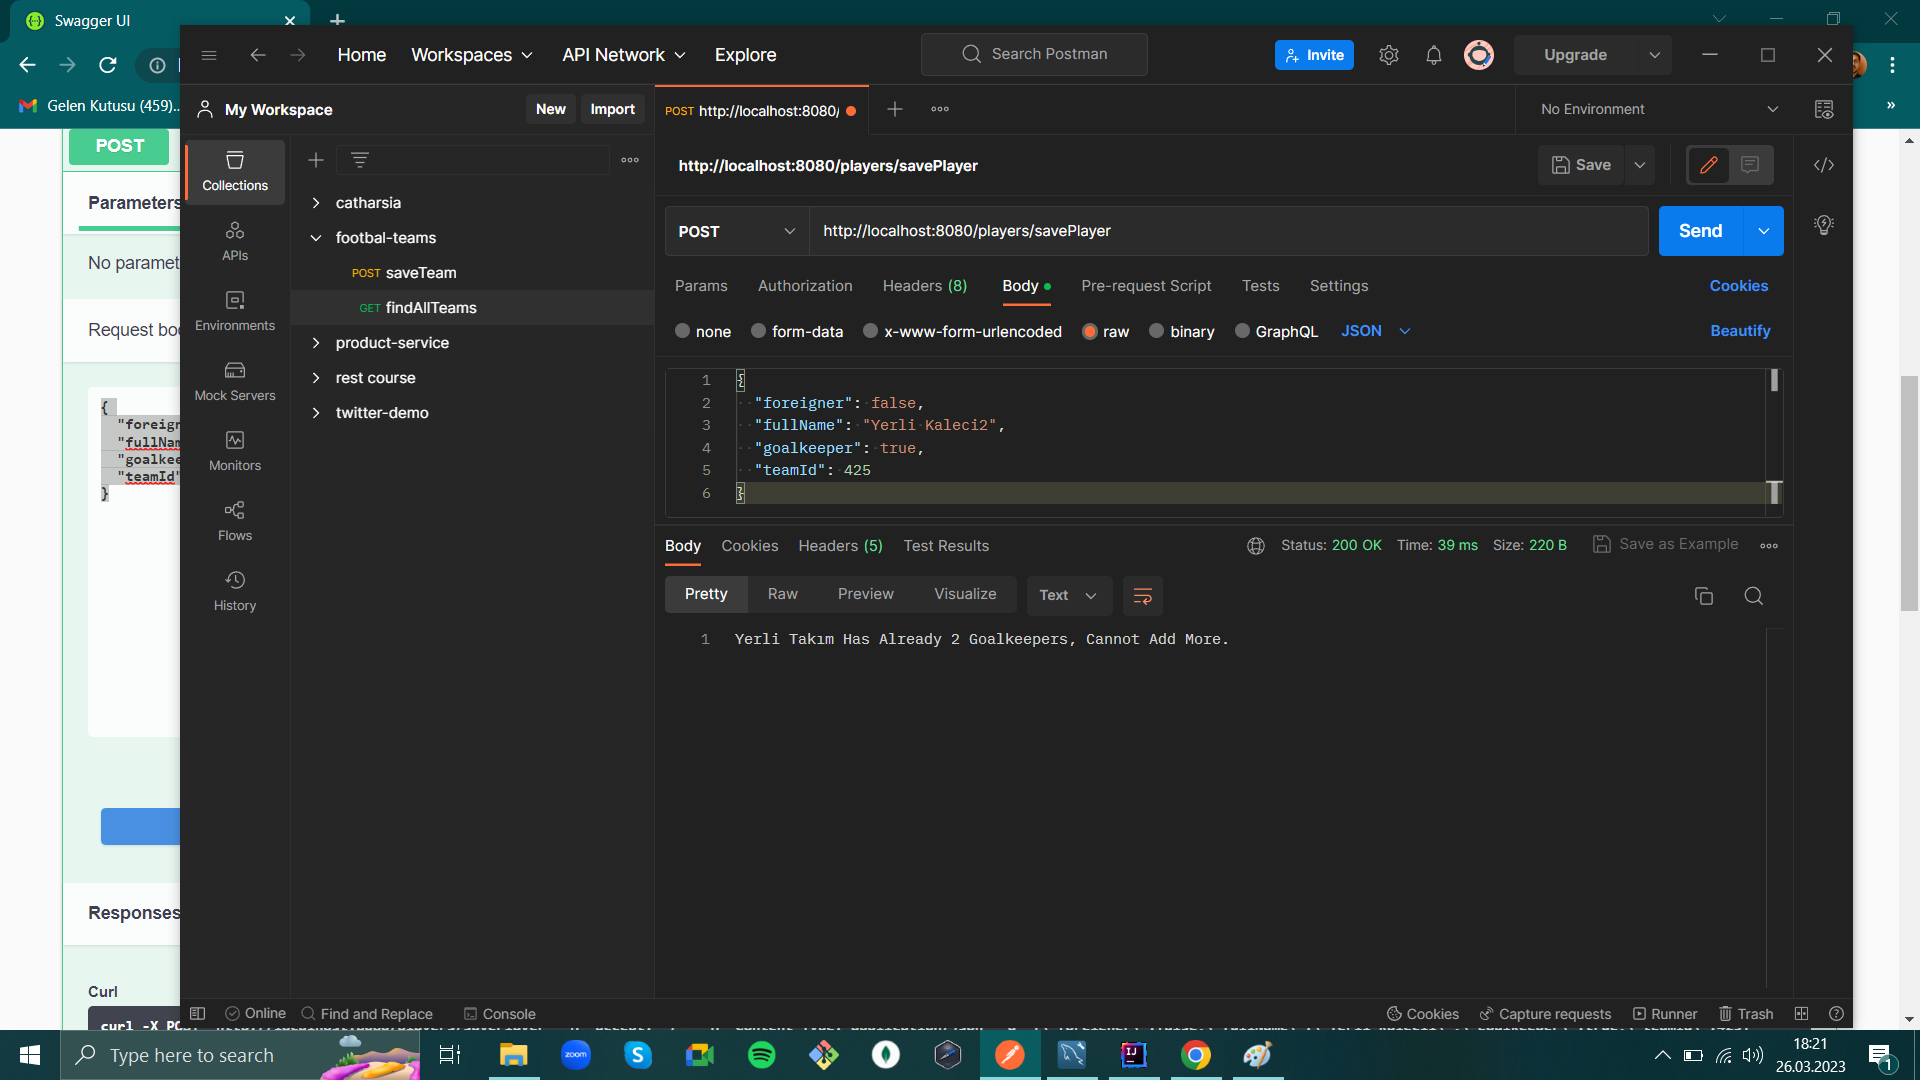 Swagger UI
Gelen Kutusu (459)...
POST
Parameters
No paramet
Request bo
{
"foreign
"fullNam
"goalkee
"teamId"
}
Responses
Curl
Home
Workspaces
API Network
Explore
Search Postman
Invite
Upgrade
My Workspace
New
Import
POST http://localhost:8080/
No Environment
Collections
APIs
Environments
Mock Servers
Monitors
Flows
History
catharsia
footbal-teams
POST saveTeam
GET findAllTeams
product-service
rest course
twitter-demo
http://localhost:8080/players/savePlayer
Save
POST
http://localhost:8080/players/savePlayer
Send
Params
Authorization
Headers (8)
Body
Pre-request Script
Tests
Settings
Cookies
none
form-data
x-www-form-urlencoded
raw
binary
GraphQL
JSON
Beautify
1 {
2 "foreigner": false,
3 "fullName": "Yerli Kaleci2",
4 "goalkeeper": true,
5 "teamId": 425
6 }
Body
Cookies
Headers (5)
Test Results
Status: 200 OK
Time: 39 ms
Size: 220 B
Save as Example
Pretty
Raw
Preview
Visualize
Text
1 Yerli Takım Has Already 2 Goalkeepers, Cannot Add More.
Online
Find and Replace
Console
Cookies
Capture requests
Runner
Trash
Type here to search
zoom
18:21
26.03.2023
1